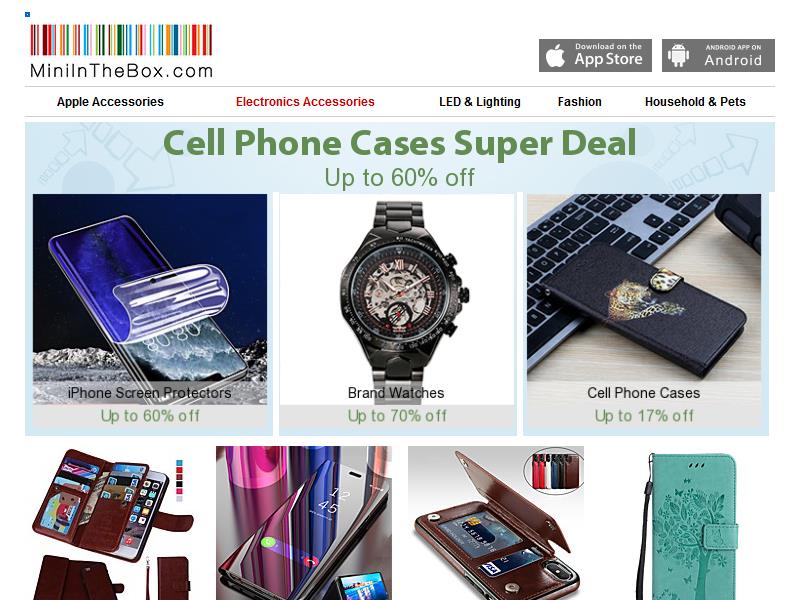 MiniInTheBox.com
Download on the
App Store
ANDROID APP ON
Android
Apple Accessories
Electronics Accessories
LED & Lighting
Fashion
Household & Pets
Cell Phone Cases Super Deal
Up to 60% off
iPhone Screen Protectors
Up to 60% off
Brand Watches
Up to 70% off
Cell Phone Cases
Up to 17% off